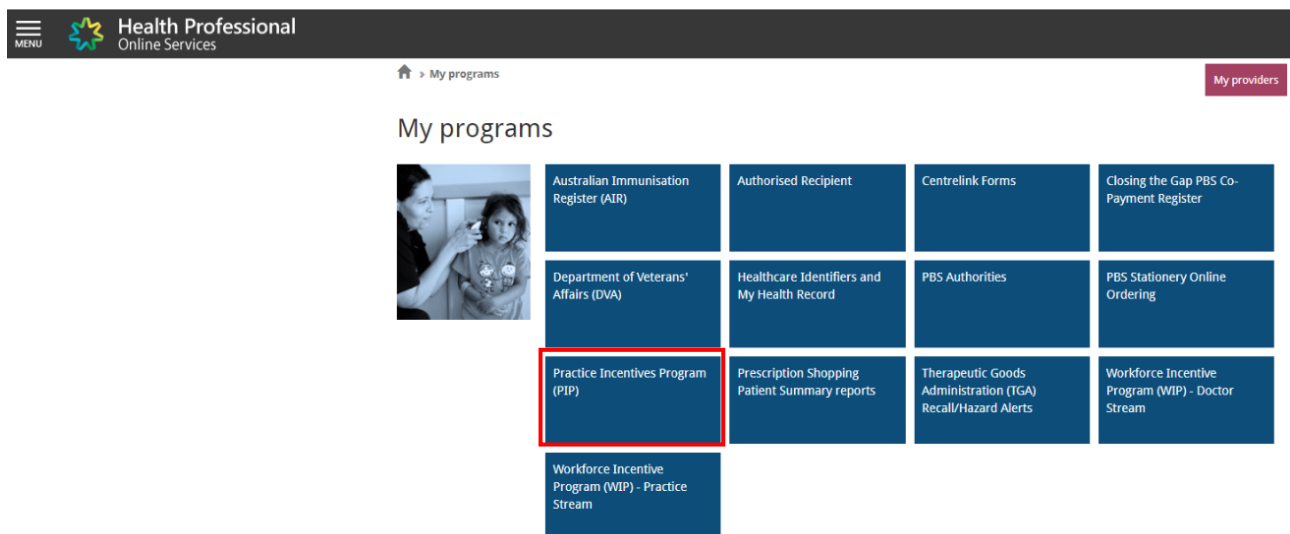 MENU
Health Professional
Online Services
> My programs
My providers
My programs
Australian Immunisation
Register (AIR)
Authorised Recipient
Centrelink Forms
Closing the Gap PBS Co-
Payment Register
Department of Veterans'
Affairs (DVA)
Healthcare Identifiers and
My Health Record
PBS Authorities
PBS Stationery Online
Ordering
Practice Incentives Program
(PIP)
Prescription Shopping
Patient Summary reports
Therapeutic Goods
Administration (TGA)
Recall/Hazard Alerts
Workforce Incentive
Program (WIP) - Doctor
Stream
Workforce Incentive
Program (WIP) - Practice
Stream